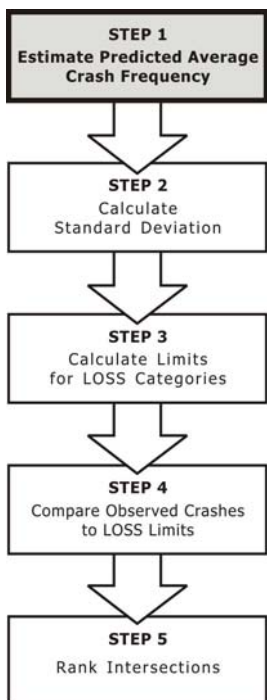 STEP 1
Estimate Predicted Average
Crash Frequency
STEP 2
Calculate
Standard Deviation
STEP 3
Calculate Limits
for LOSS Categories
STEP 4
Compare Observed Crashes
to LOSS Limits
STEP 5
Rank Intersections